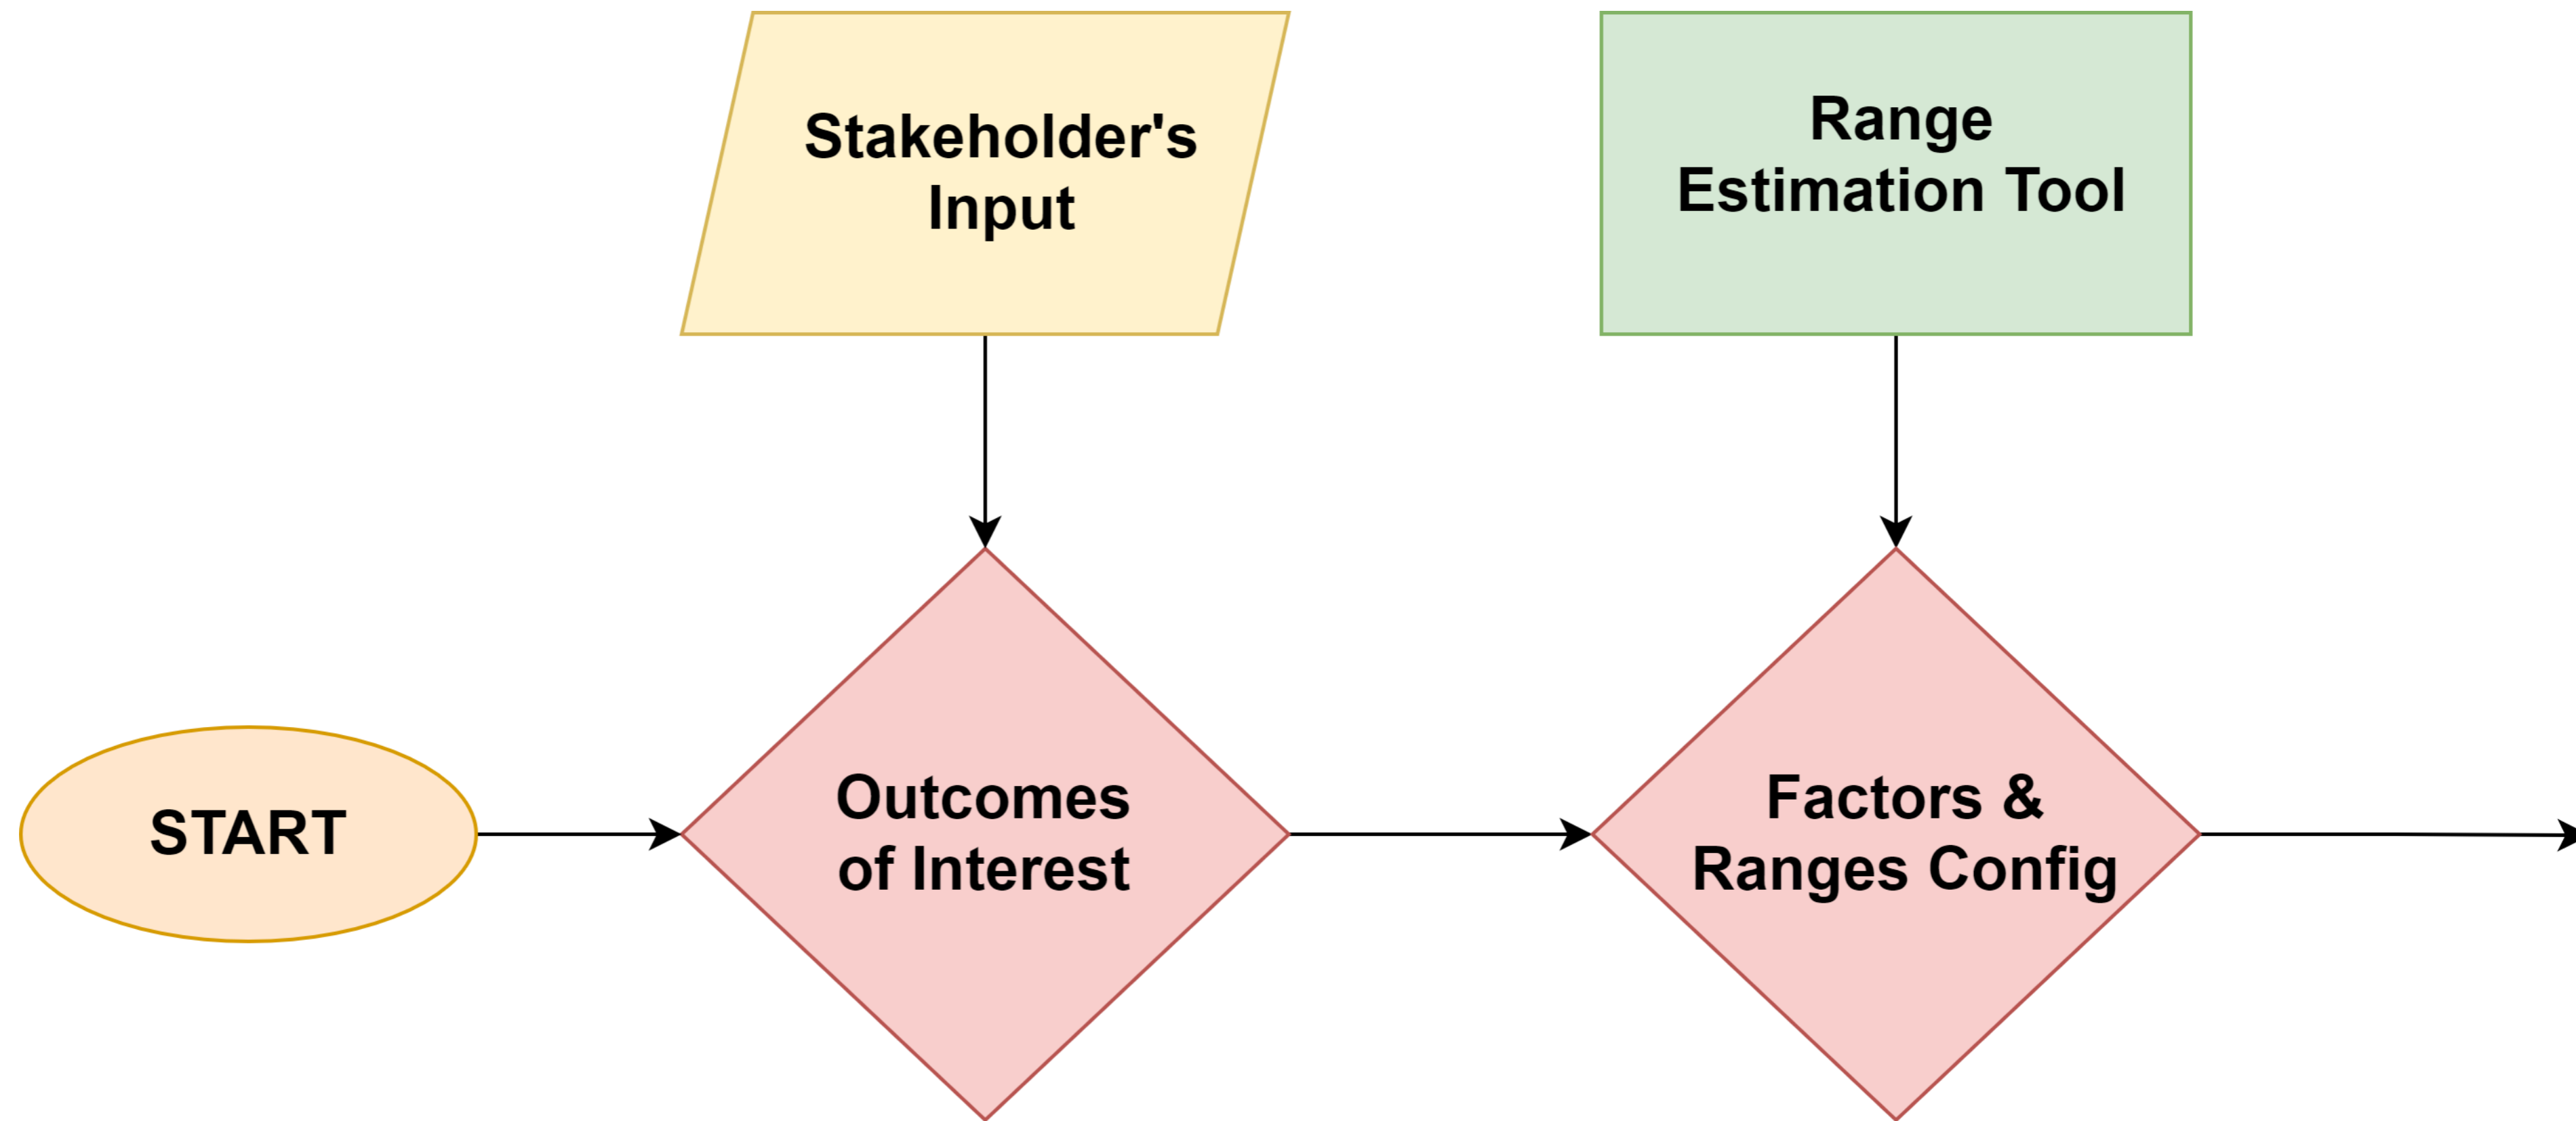 Stakeholder's
Input
Range
Estimation Tool
START
Outcomes
of Interest
Factors &
Ranges Config